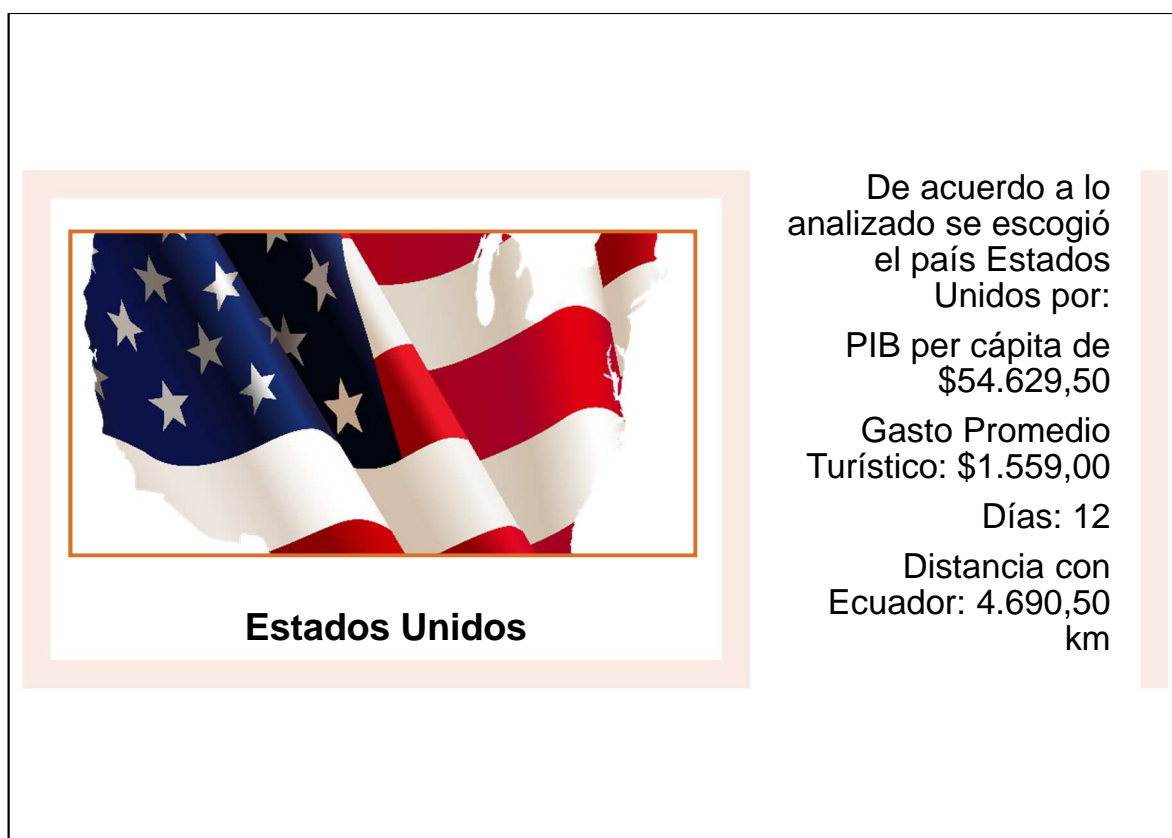 Estados Unidos
De acuerdo a lo
analizado se escogió
el país Estados
Unidos por:
PIB per cápita de
$54.629,50
Gasto Promedio
Turístico: $1.559,00
Días: 12
Distancia con
Ecuador: 4.690,50
km